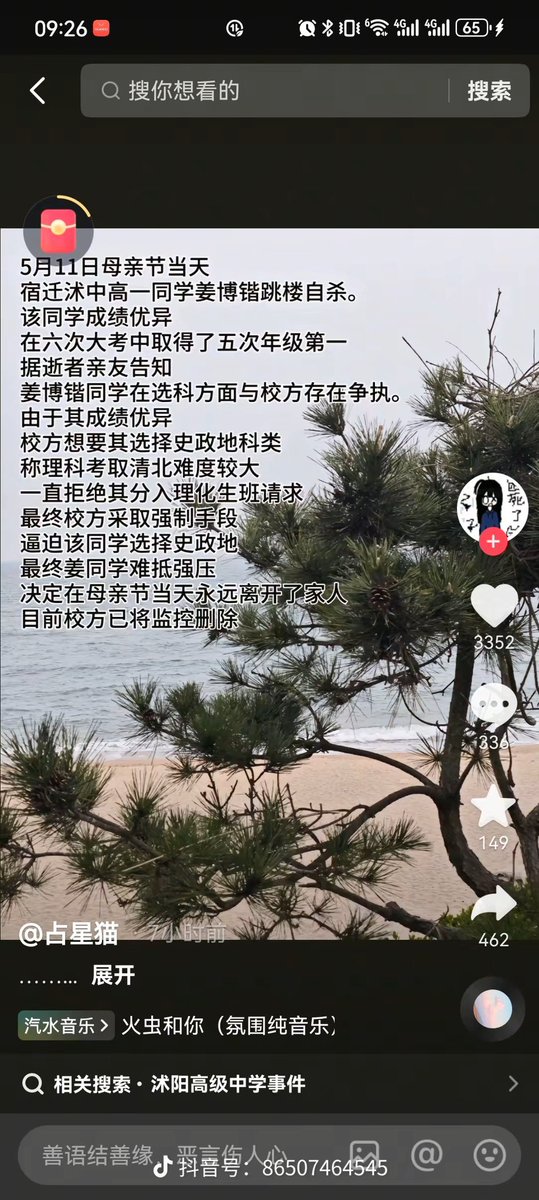 09:26
4G
4G
65
搜你想看的
搜索
5月11日母亲节当天
宿迁沭中高一同学姜博锴跳楼自杀。
该同学成绩优异
在六次大考中取得了五次年级第一
据逝者亲友告知
姜博锴同学在选科方面与校方存在争执。
由于其成绩优异
校方想要其选择史政地科类
称理科考取清北难度较大
一直拒绝其分入理化生班请求
最终校方采取强制手段
逼迫该同学选择史政地
最终姜同学难抵强压
决定在母亲节当天永远离开了家人
目前校方已将监控删除
3352
336
149
462
@占星猫 · 7小时前
……... 展开
汽水音乐 火虫和你（氛围纯音乐）
相关搜索· 沭阳高级中学事件
善语结善缘，恶言伤人心
抖音号：86507464545